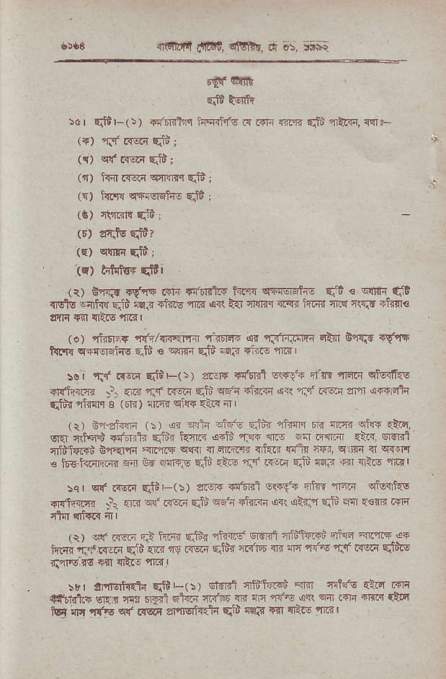 ৬১৬৪ বাংলাদেশ গেজেট, অতিরিক্ত, মে ৩১, ১৯৯২
চতুর্থ অধ্যায়
ছুটি ইত্যাদি
১৫। ছুটি।—(১) কর্মচারীগণ নিম্নবর্ণিত যে কোন ধরণের ছুটি পাইবেন, যথাঃ—
(ক) পূর্ণ বেতনে ছুটি;
(খ) অর্ধ বেতনে ছুটি;
(গ) বিনা বেতনে অসাধারণ ছুটি;
(ঘ) বিশেষ অক্ষমতাজনিত ছুটি;
(ঙ) সংগরোধ ছুটি;
(চ) প্রসূতি ছুটি?
(ছ) অধ্যয়ন ছুটি;
(জ) নৈমিত্তিক ছুটি।
(২) উপযুক্ত কর্তৃপক্ষ কোন কর্মচারীকে বিশেষ অক্ষমতাজনিত ছুটি ও অধ্যয়ন ছুটি
ব্যতীত অন্যবিধ ছুটি মঞ্জুর করিতে পারে এবং ইহা সাধারণ বন্ধের দিনের সাথে সংযুক্ত করিয়াও
প্রদান করা যাইতে পারে।
(৩) পরিচালক পর্ষদ/ব্যবস্থাপনা পরিচালক এর পূর্বানুমোদন লইয়া উপযুক্ত কর্তৃপক্ষ
বিশেষ অক্ষমতাজনিত ছুটি ও অধ্যয়ন ছুটি মঞ্জুর করিতে পারে।
১৬। পূর্ণ বেতনে ছুটি।—(১) প্রত্যেক কর্মচারী তৎকর্তৃক দায়িত্ব পালনে অতিবাহিত
কার্যদিবসের হারে পূর্ণ বেতনে ছুটি অর্জন করিবেন এবং পূর্ণ বেতনে প্রাপ্য এককালীন
ছুটির পরিমাণ ৪ (চার) মাসের অধিক হইবে না।
(২) উপ-প্রবিধান (১) এর অধীন অর্জিত ছুটির পরিমাণ চার মাসের অধিক হইলে,
তাহা সংশ্লিষ্ট কর্মচারীর ছুটির হিসাবে একটি পৃথক খাতে জমা দেখানো হইবে, ডাক্তারী
সার্টিফিকেট উপস্থাপন সাপেক্ষে অথবা বাংলাদেশের বাহিরে ধর্মীয় সফর, অধ্যয়ন বা অবকাশ
ও চিত্ত-বিনোদনের জন্য উক্ত জমাকৃত ছুটি হইতে পূর্ণ বেতনে ছুটি মঞ্জুর করা যাইতে পারে।
১৭। অর্ধ বেতনে ছুটি।—(১) প্রত্যেক কর্মচারী তৎকর্তৃক দায়িত্ব পালনে অতিবাহিত
কার্যদিবসের হারে অর্ধ বেতনে ছুটি অর্জন করিবেন এবং এইরূপ ছুটি জমা হওয়ার কোন
সীমা থাকিবে না।
(২) অর্ধ বেতনে দুই দিনের ছুটির পরিবর্তে ডাক্তারী সার্টিফিকেট দাখিল সাপেক্ষে এক
দিনের পূর্ণ বেতনে ছুটি হারে গড় বেতনে ছুটির সর্বোচ্চ বার মাস পর্যন্ত পূর্ণ বেতনে ছুটিতে
রূপান্তরিত করা যাইতে পারে।
১৮। প্রাপ্যতাবিহীন ছুটি।—(১) ডাক্তারী সার্টিফিকেট দ্বারা সমর্থিত হইলে কোন
কর্মচারীকে তাহার সমগ্র চাকুরী জীবনে সর্বোচ্চ বার মাস পর্যন্ত এবং অন্য কোন কারণে হইলে
তিন মাস পর্যন্ত অর্ধ বেতনে প্রাপ্যতাবিহীন ছুটি মঞ্জুর করা যাইতে পারে।